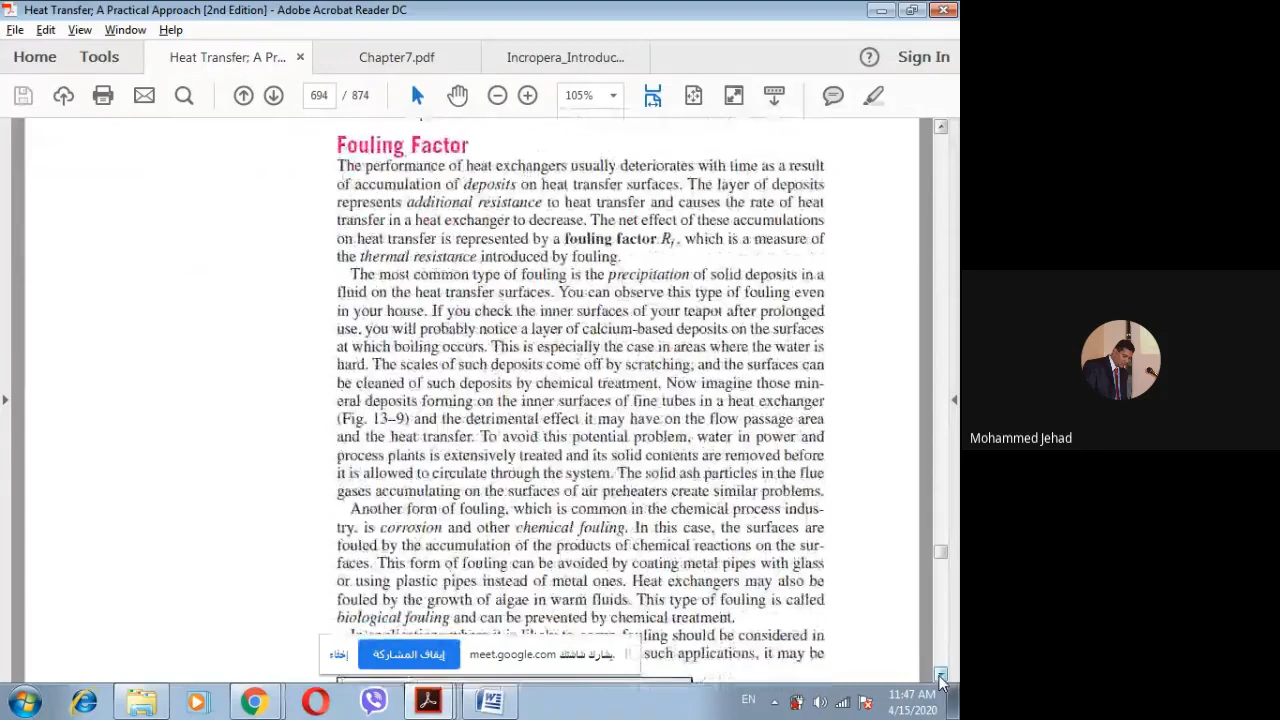 Heat Transfer; A Practical Approach [2nd Edition] - Adobe Acrobat Reader DC
File Edit View Window Help
Home Tools Heat Transfer; A Pr... × Chapter7.pdf Incropera_Introduc... Sign In
694 / 874 105%
Fouling Factor
The performance of heat exchangers usually deteriorates with time as a result
of accumulation of deposits on heat transfer surfaces. The layer of deposits
represents additional resistance to heat transfer and causes the rate of heat
transfer in a heat exchanger to decrease. The net effect of these accumulations
on heat transfer is represented by a fouling factor Rf, which is a measure of
the thermal resistance introduced by fouling.
The most common type of fouling is the precipitation of solid deposits in a
fluid on the heat transfer surfaces. You can observe this type of fouling even
in your house. If you check the inner surfaces of your teapot after prolonged
use, you will probably notice a layer of calcium-based deposits on the surfaces
at which boiling occurs. This is especially the case in areas where the water is
hard. The scales of such deposits come off by scratching, and the surfaces can
be cleaned of such deposits by chemical treatment. Now imagine those min-
eral deposits forming on the inner surfaces of fine tubes in a heat exchanger
(Fig. 13–9) and the detrimental effect it may have on the flow passage area
and the heat transfer. To avoid this potential problem, water in power and
process plants is extensively treated and its solid contents are removed before
it is allowed to circulate through the system. The solid ash particles in the flue
gases accumulating on the surfaces of air preheaters create similar problems.
Another form of fouling, which is common in the chemical process indus-
try, is corrosion and other chemical fouling. In this case, the surfaces are
fouled by the accumulation of the products of chemical reactions on the sur-
faces. This form of fouling can be avoided by coating metal pipes with glass
or using plastic pipes instead of metal ones. Heat exchangers may also be
fouled by the growth of algae in warm fluids. This type of fouling is called
biological fouling and can be prevented by chemical treatment.
fouling should be considered in
such applications, it may be
إخفاء إيقاف المشاركة meet.google.com يشارك شاشتك.
Mohammed Jehad
EN 11:47 AM
4/15/2020